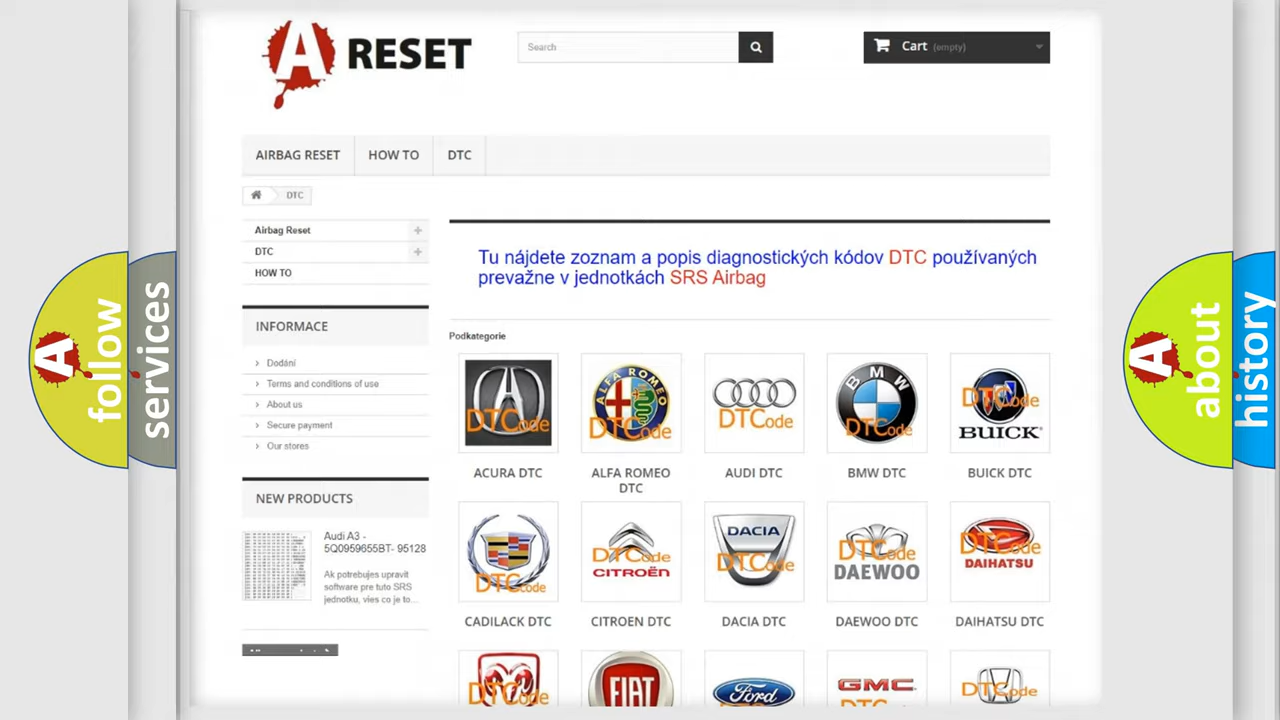 A RESET
Search
Cart (empty)
AIRBAG RESET
HOW TO
DTC
DTC
Airbag Reset
DTC
HOW TO
INFORMACE
Dodání
Terms and conditions of use
About us
Secure payment
Our stores
NEW PRODUCTS
Audi A3 -
5Q0959655BT- 95128
Ak potrebujes upravit
software pre tuto SRS
jednotku, vies co je to...
Tu nájdete zoznam a popis diagnostických kódov DTC používaných
prevažne v jednotkách SRS Airbag
Podkategorie
DTCode
ALFA ROMEO
DTCode
DTCode
BMW
DTCode
DTCode
BUICK
ACURA DTC
ALFA ROMEO
DTC
AUDI DTC
BMW DTC
BUICK DTC
DTCode
DTCode
CITROËN
DACIA
DTCode
DTCode
DAEWOO
DTCode
DAIHATSU
CADILACK DTC
CITROEN DTC
DACIA DTC
DAEWOO DTC
DAIHATSU DTC
DTCode
FIAT
Ford
GMC
DTCode
A follow
services
A about
history